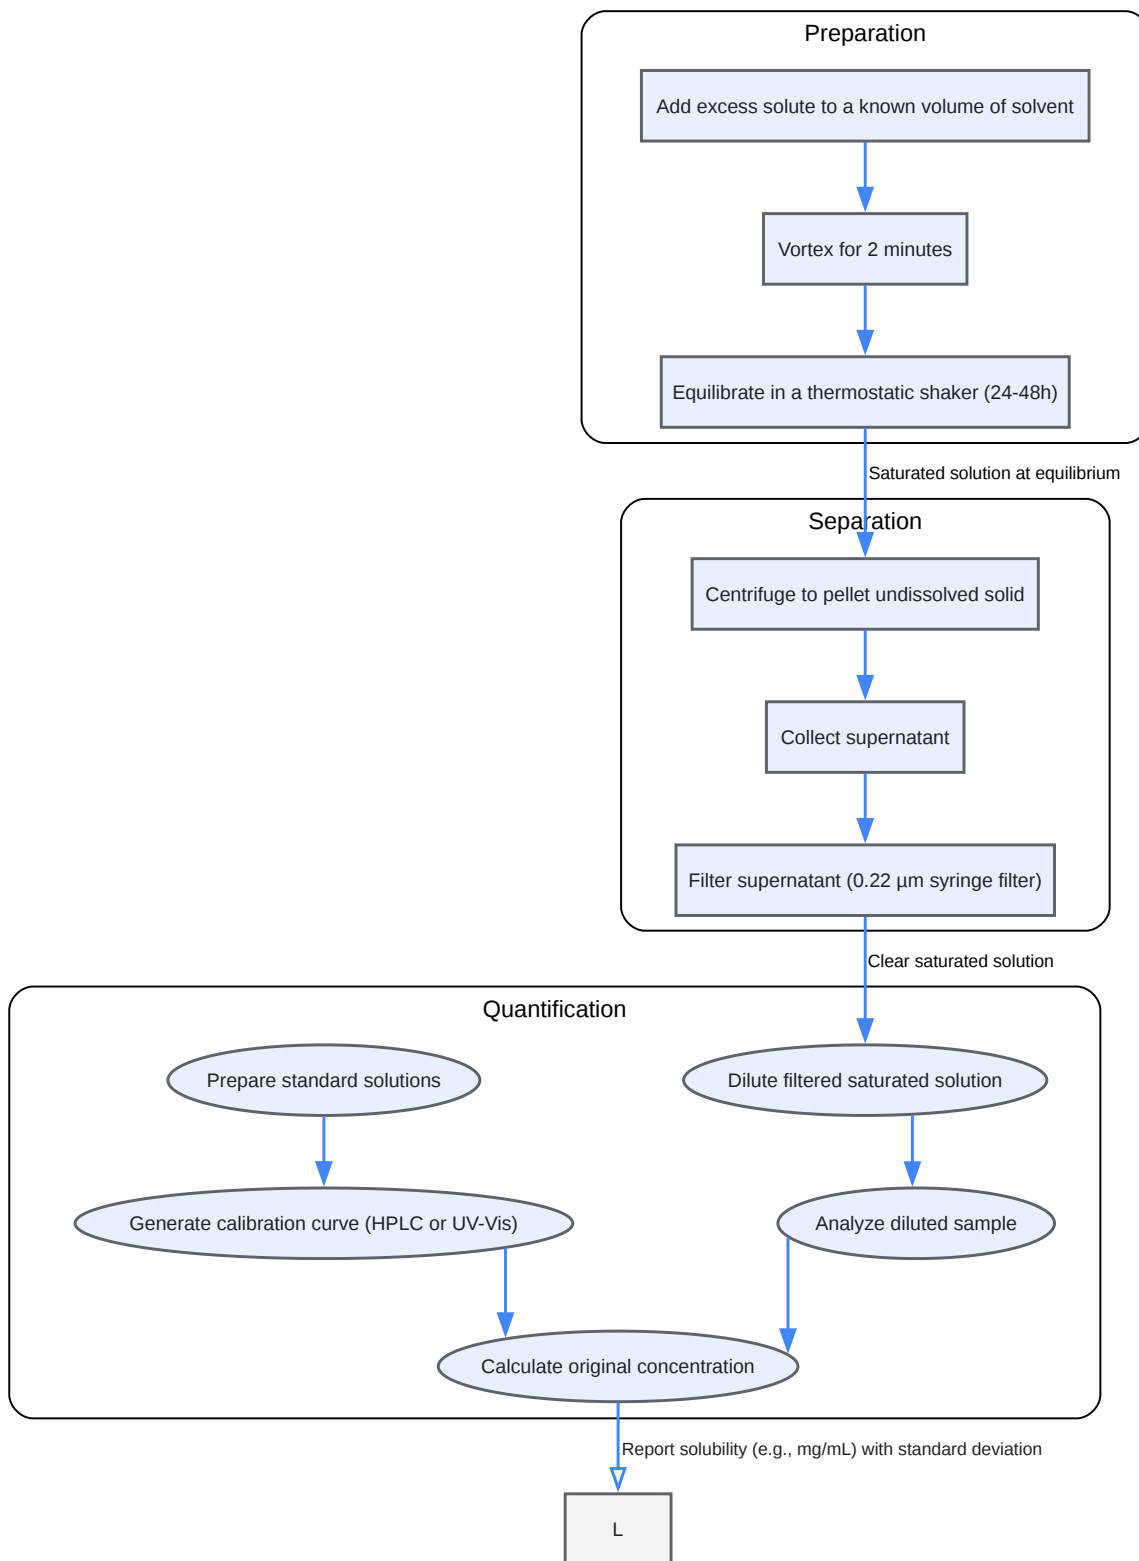 Preparation
Add excess solute to a known volume of solvent
Vortex for 2 minutes
Equilibrate in a thermostatic shaker (24-48h)
Saturated solution at equilibrium
Separation
Centrifuge to pellet undissolved solid
Collect supernatant
Filter supernatant (0.22 µm syringe filter)
Clear saturated solution
Quantification
Prepare standard solutions
Dilute filtered saturated solution
Generate calibration curve (HPLC or UV-Vis)
Analyze diluted sample
Calculate original concentration
Report solubility (e.g., mg/mL) with standard deviation
L